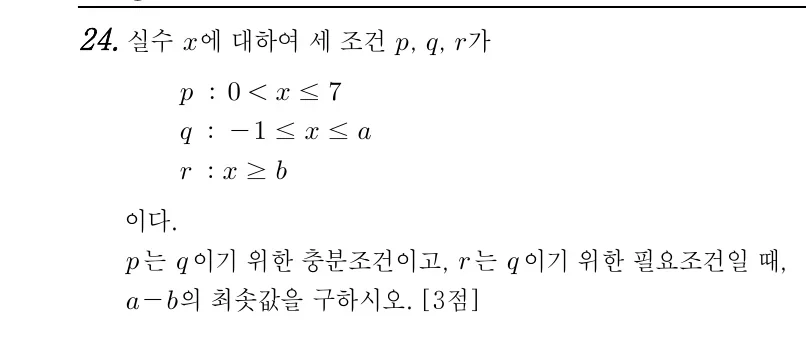 24. 실수 x에 대하여 세 조건 p, q, r가
p : 0 < x ≤ 7
q : -1 ≤ x ≤ a
r : x ≥ b
이다.
p는 q이기 위한 충분조건이고, r는 q이기 위한 필요조건일 때,
a-b의 최솟값을 구하시오. [3점]